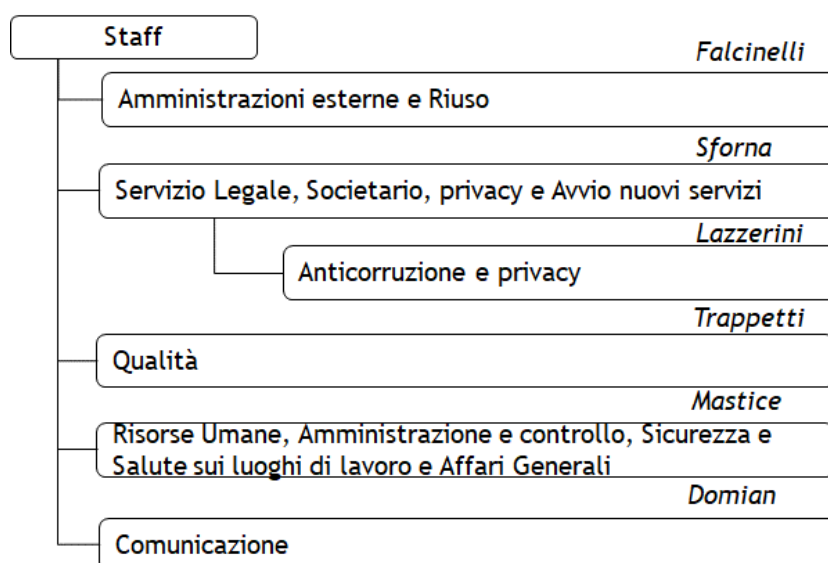 Staff
Falcinelli
Amministrazioni esterne e Riuso
Sforna
Servizio Legale, Societario, privacy e Avvio nuovi servizi
Lazzerini
Anticorruzione e privacy
Trappetti
Qualità
Mastice
Risorse Umane, Amministrazione e controllo, Sicurezza e
Salute sui luoghi di lavoro e Affari Generali
Domian
Comunicazione